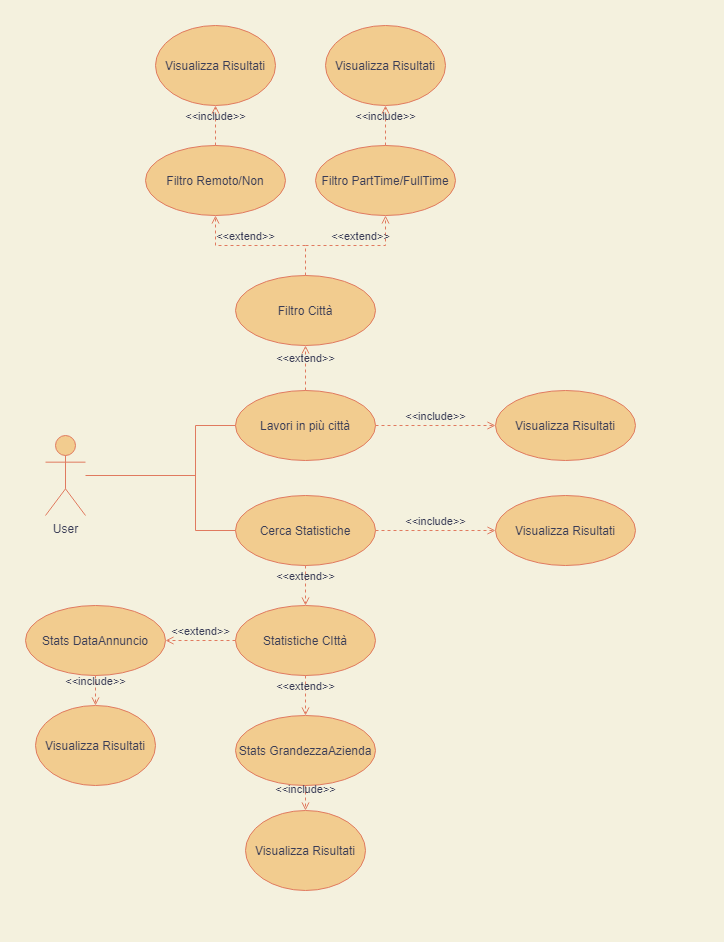 Visualizza Risultati
Visualizza Risultati
<<include>>
<<include>>
Filtro Remoto/Non
Filtro PartTime/FullTime
<<extend>>
<<extend>>
Filtro Città
<<extend>>
Lavori in più città
<<include>>
Visualizza Risultati
User
Cerca Statistiche
<<include>>
Visualizza Risultati
<<extend>>
Stats DataAnnuncio
<<extend>>
Statistiche CIttà
<<include>>
<<extend>>
Visualizza Risultati
Stats GrandezzaAzienda
<<include>>
Visualizza Risultati